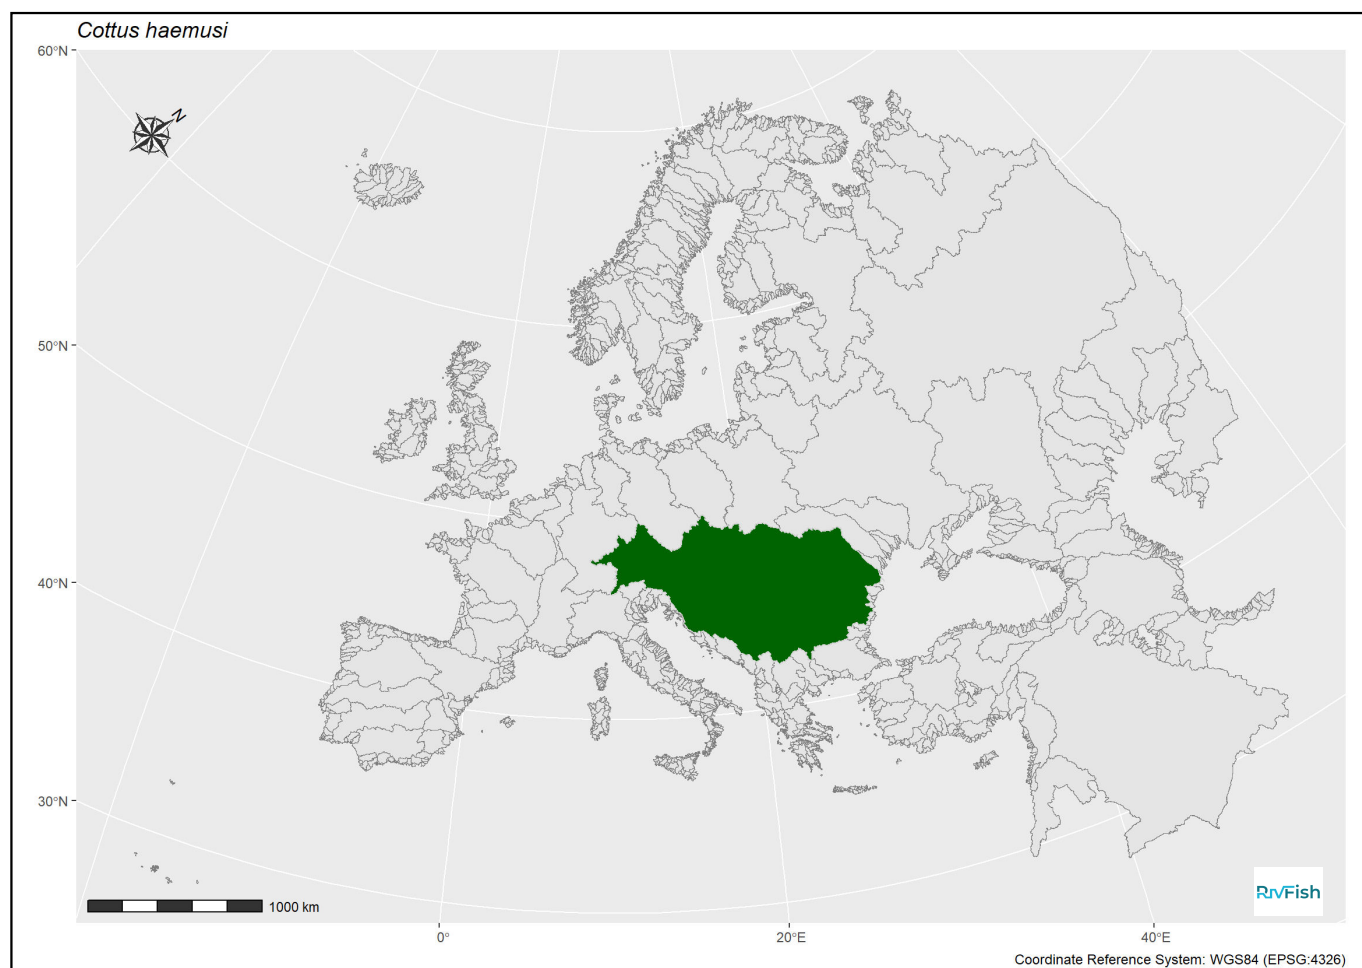 Cottus haemusi
60°N
N
50°N
40°N
30°N
1000 km
RIVFish
0°
20°E
40°E
Coordinate Reference System: WGS84 (EPSG:4326)